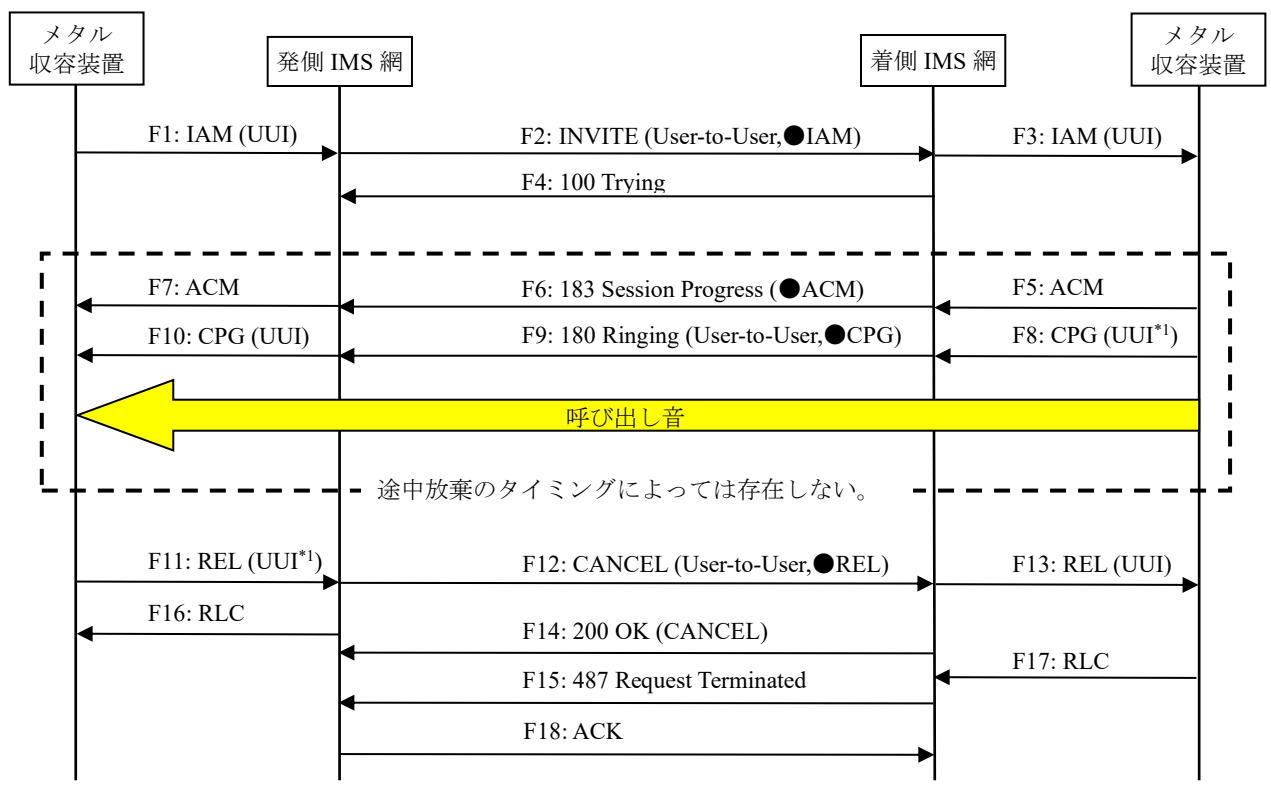 メタル
収容装置
発側 IMS 網
着側 IMS 網
メタル
収容装置
F1: IAM (UUI)
F2: INVITE (User-to-User,●IAM)
F3: IAM (UUI)
F4: 100 Trying
F7: ACM
F6: 183 Session Progress (●ACM)
F5: ACM
F10: CPG (UUI)
F9: 180 Ringing (User-to-User,●CPG)
F8: CPG (UUI*1)
呼び出し音
途中放棄のタイミングによっては存在しない。
F11: REL (UUI*1)
F12: CANCEL (User-to-User,●REL)
F13: REL (UUI)
F16: RLC
F14: 200 OK (CANCEL)
F17: RLC
F15: 487 Request Terminated
F18: ACK